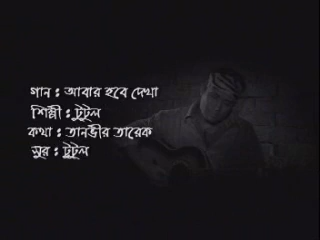 গান : আবার হবে দেখা
শিল্পী : টুটুল
কথা : তানভীর তারেক
সুর : টুটুল